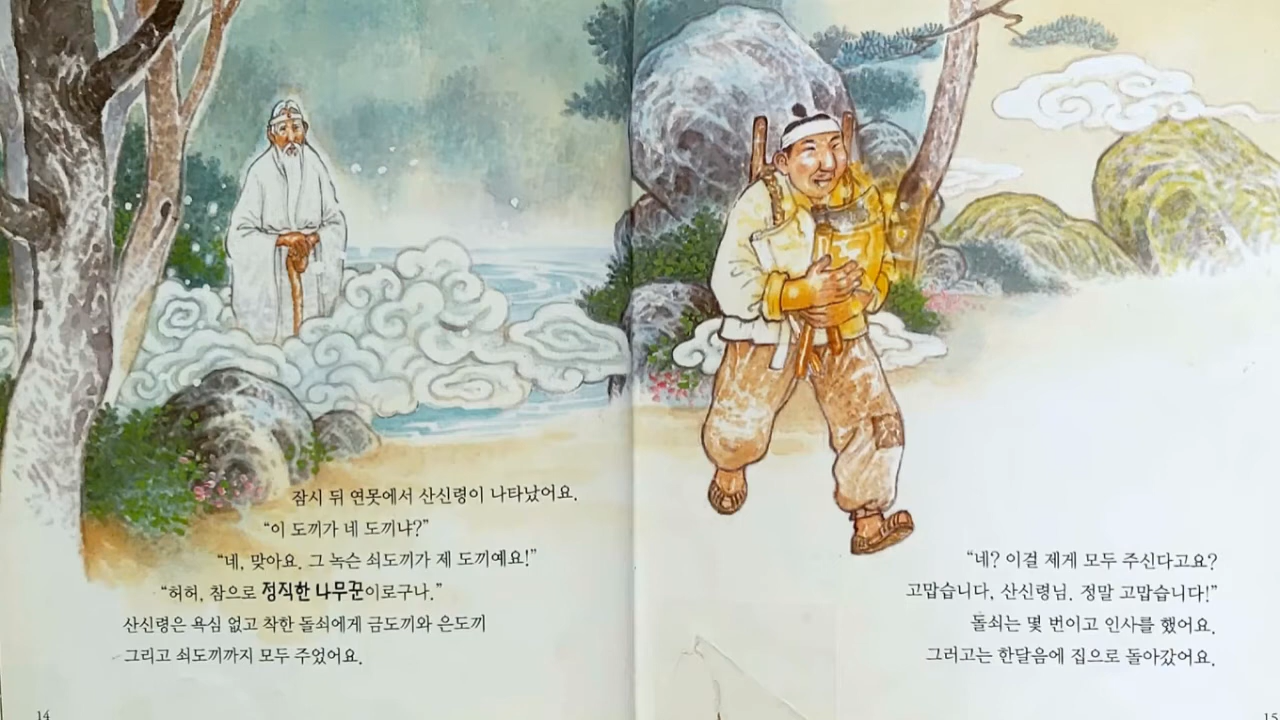 잠시 뒤 연못에서 산신령이 나타났어요.
“이 도끼가 네 도끼냐?”
“네, 맞아요. 그 녹슨 쇠도끼가 제 도끼예요!”
“허허, 참으로 정직한 나무꾼이로구나.”
산신령은 욕심 없고 착한 돌쇠에게 금도끼와 은도끼
그리고 쇠도끼까지 모두 주었어요.
14
“네? 이걸 제게 모두 주신다고요?
고맙습니다, 산신령님. 정말 고맙습니다!”
돌쇠는 몇 번이고 인사를 했어요.
그러고는 한달음에 집으로 돌아갔어요.
15